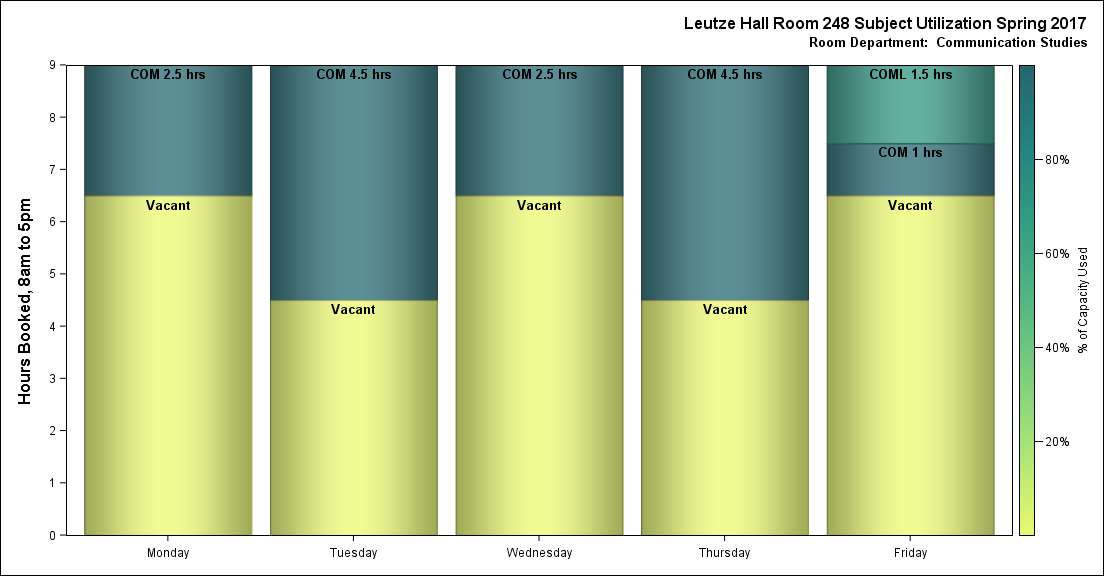 Leutze Hall Room 248 Subject Utilization Spring 2017
Room Department:  Communication Studies
Hours Booked, 8am to 5pm
9
8
7
6
5
4
3
2
1
0
COM 2.5 hrs
Vacant
COM 4.5 hrs
Vacant
COM 2.5 hrs
Vacant
COM 4.5 hrs
Vacant
COML 1.5 hrs
COM 1 hrs
Vacant
Monday
Tuesday
Wednesday
Thursday
Friday
80%
60%
40%
20%
% of Capacity Used